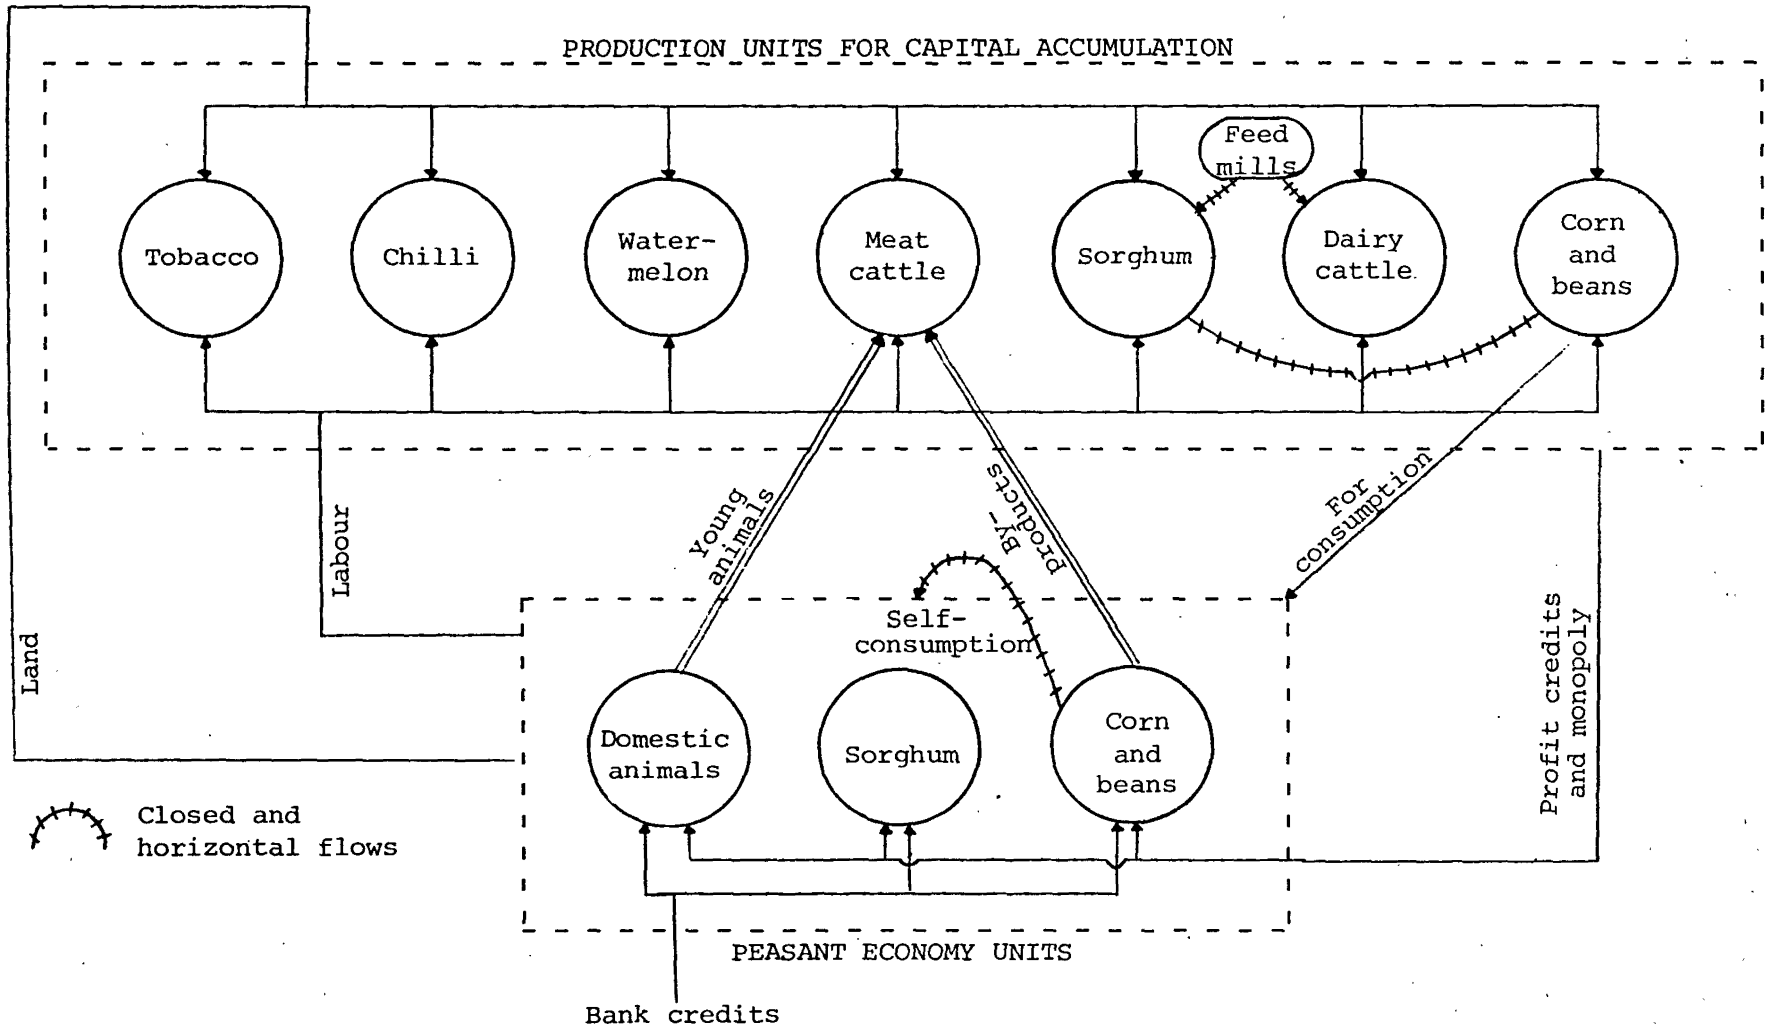 PRODUCTION UNITS FOR CAPITAL ACCUMULATION
Feed
mills
Tobacco
Chilli
Water-
melon
Meat
cattle
Sorghum
Dairy
cattle
Corn
and
beans
Young
animals
By-
products
For
consumption
Labour
Land
Profit credits
and monopoly
Self-
consumption
Domestic
animals
Sorghum
Corn
and
beans
Closed and
horizontal flows
PEASANT ECONOMY UNITS
Bank credits